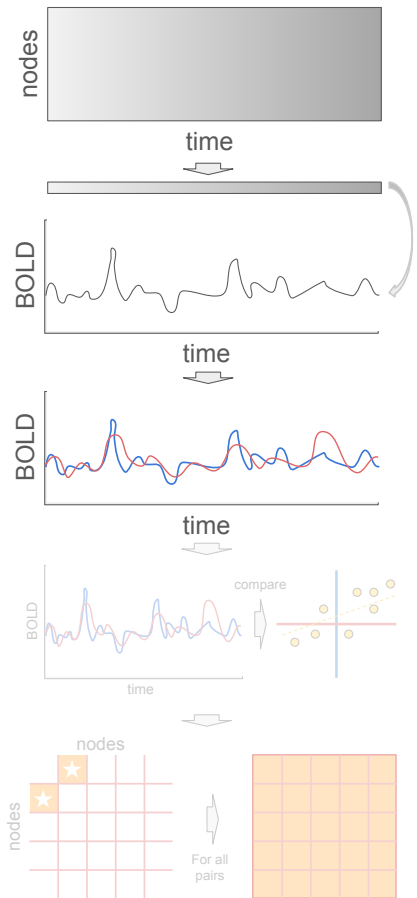 nodes
time
BOLD
time
BOLD
time
BOLD
time
compare
nodes
nodes
For all
pairs